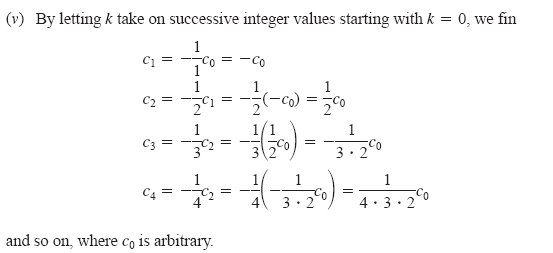 (v) By letting k take on successive integer values starting with k = 0, we fin
c₁ = −(1/1)c₀ = −c₀
c₂ = −(1/2)c₁ = −(1/2)(−c₀) = (1/2)c₀
c₃ = −(1/3)c₂ = −(1/3)((1/2)c₀) = −(1/(3 · 2))c₀
c₄ = −(1/4)c₂ = −(1/4)(−(1/(3 · 2))c₀) = (1/(4 · 3 · 2))c₀
and so on, where c₀ is arbitrary.